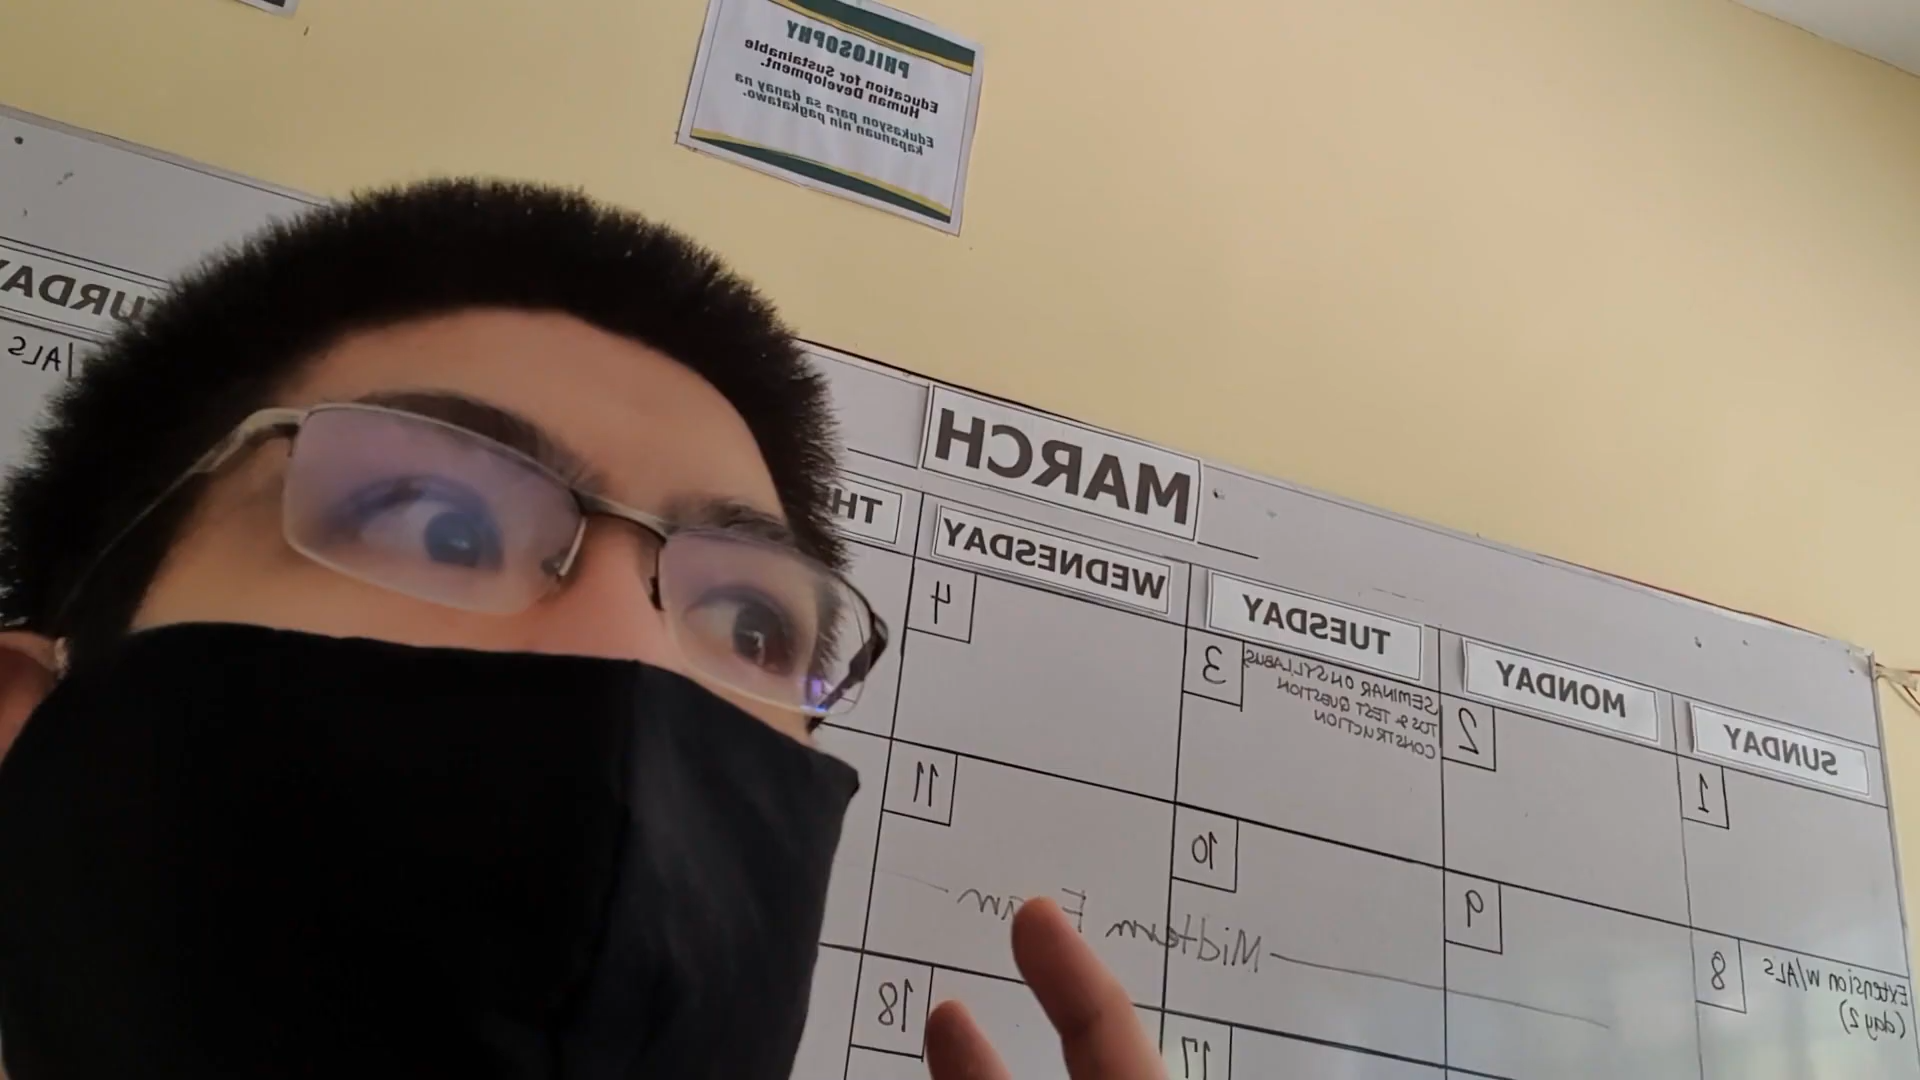 PHILOSOPHY
Education for Sustainable
Human Development.
Edukasyon para sa danay na
kapanuan nin pagkatawo.
MARCH
SUNDAY
MONDAY
TUESDAY
WEDNESDAY
TH
URDAY
/ALS
1
2
3
4
SEMINAR ON SYLLABUS,
TOS & TEST QUESTION
CONSTRUCTION
8
9
10
11
Extension w/ALS
(day 2)
Midterm Exam
17
18